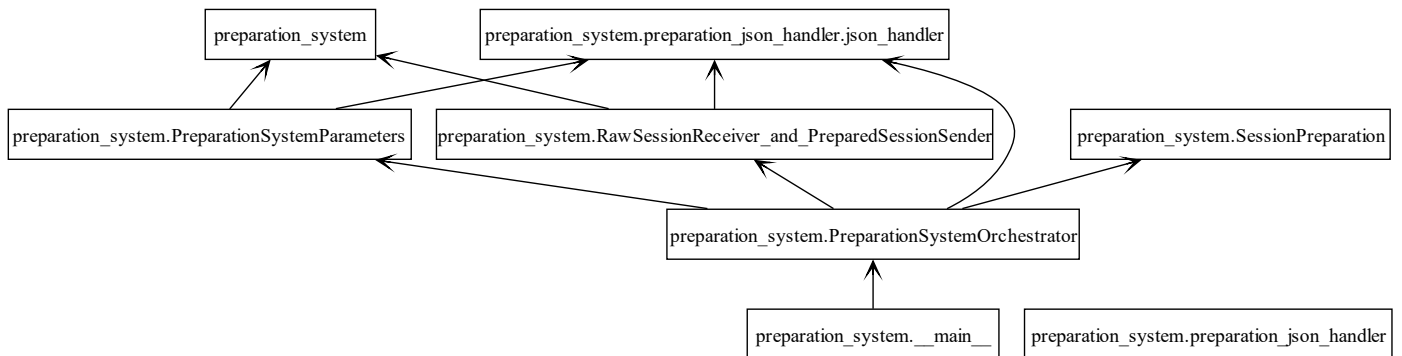 preparation_system
preparation_system.preparation_json_handler.json_handler
preparation_system.PreparationSystemParameters
preparation_system.RawSessionReceiver_and_PreparedSessionSender
preparation_system.SessionPreparation
preparation_system.PreparationSystemOrchestrator
preparation_system.__main__
preparation_system.preparation_json_handler